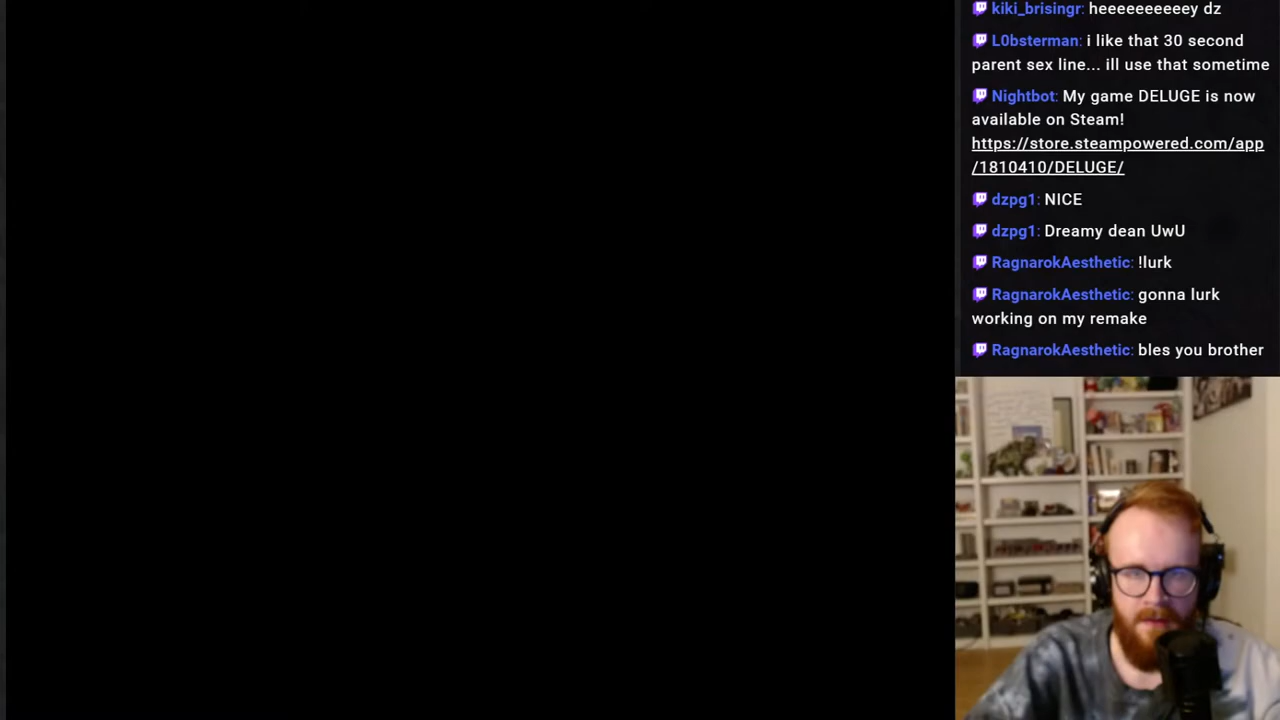 kiki_brisingr: heeeeeeeeeey dz
L0bsterman: i like that 30 second
parent sex line... ill use that sometime
Nightbot: My game DELUGE is now
available on Steam!
https://store.steampowered.com/app
/1810410/DELUGE/
dzpg1: NICE
dzpg1: Dreamy dean UwU
RagnarokAesthetic: !lurk
RagnarokAesthetic: gonna lurk
working on my remake
RagnarokAesthetic: bles you brother